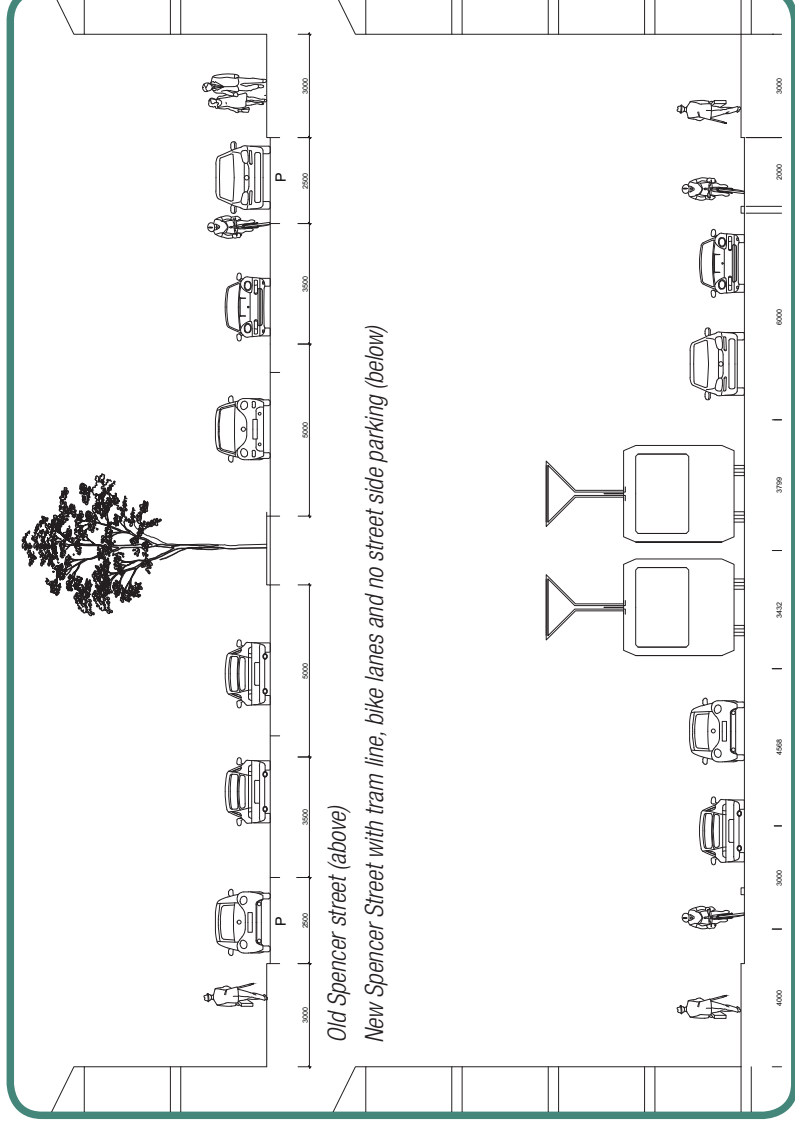 P P
3000 2500 3500 5000 5000 3500 2500 3000
Old Spencer street (above)
New Spencer Street with tram line, bike lanes and no street side parking (below)
4000 3000 4568 3432 3799 6000 2000 3000